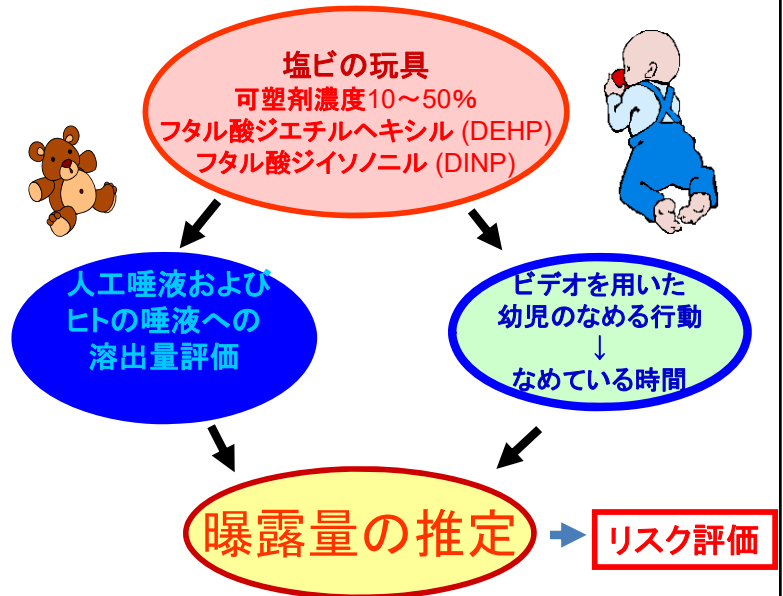 塩ビの玩具
可塑剤濃度10～50%
フタル酸ジエチルヘキシル (DEHP)
フタル酸ジイソノニル (DINP)
人工唾液および
ヒトの唾液への
溶出量評価
ビデオを用いた
幼児のなめる行動
↓
なめている時間
曝露量の推定
リスク評価